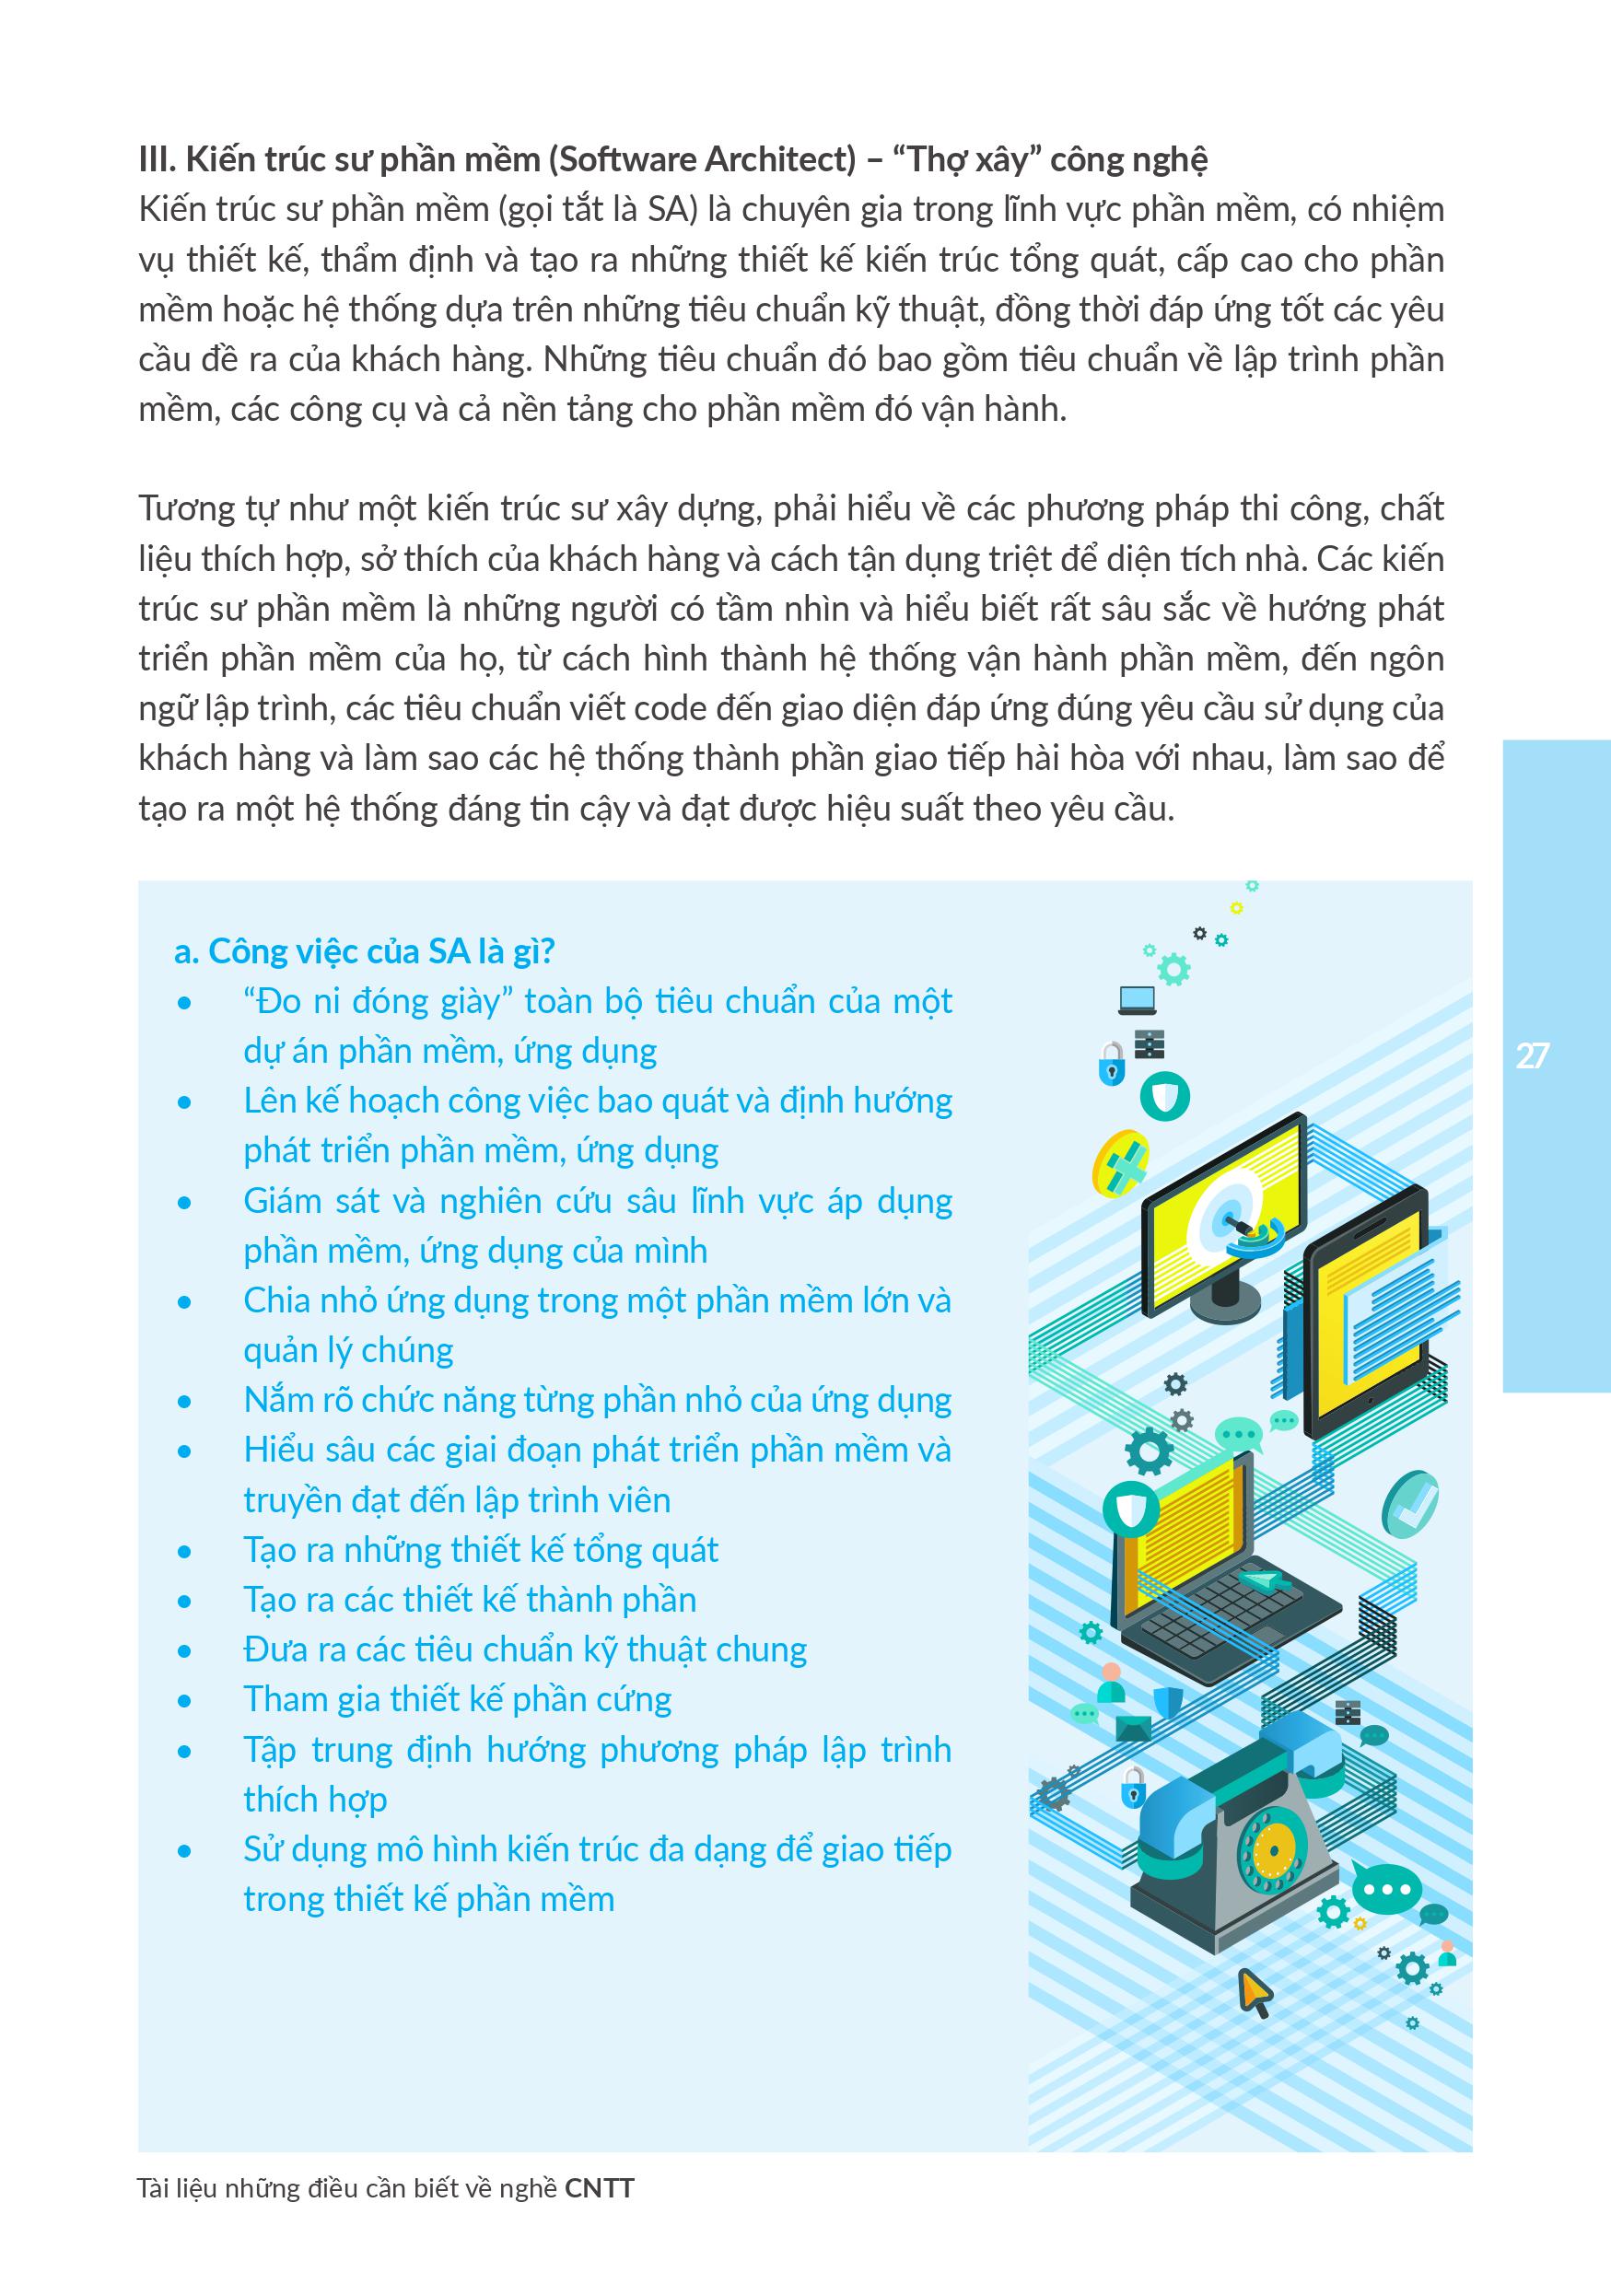 III. Kiến trúc sư phần mềm (Software Architect) – “Thợ xây” công nghệ
Kiến trúc sư phần mềm (gọi tắt là SA) là chuyên gia trong lĩnh vực phần mềm, có nhiệm
vụ thiết kế, thẩm định và tạo ra những thiết kế kiến trúc tổng quát, cấp cao cho phần
mềm hoặc hệ thống dựa trên những tiêu chuẩn kỹ thuật, đồng thời đáp ứng tốt các yêu
cầu đề ra của khách hàng. Những tiêu chuẩn đó bao gồm tiêu chuẩn về lập trình phần
mềm, các công cụ và cả nền tảng cho phần mềm đó vận hành.
Tương tự như một kiến trúc sư xây dựng, phải hiểu về các phương pháp thi công, chất
liệu thích hợp, sở thích của khách hàng và cách tận dụng triệt để diện tích nhà. Các kiến
trúc sư phần mềm là những người có tầm nhìn và hiểu biết rất sâu sắc về hướng phát
triển phần mềm của họ, từ cách hình thành hệ thống vận hành phần mềm, đến ngôn
ngữ lập trình, các tiêu chuẩn viết code đến giao diện đáp ứng đúng yêu cầu sử dụng của
khách hàng và làm sao các hệ thống thành phần giao tiếp hài hòa với nhau, làm sao để
tạo ra một hệ thống đáng tin cậy và đạt được hiệu suất theo yêu cầu.
a. Công việc của SA là gì?
• “Đo ni đóng giày” toàn bộ tiêu chuẩn của một
dự án phần mềm, ứng dụng
• Lên kế hoạch công việc bao quát và định hướng
phát triển phần mềm, ứng dụng
• Giám sát và nghiên cứu sâu lĩnh vực áp dụng
phần mềm, ứng dụng của mình
• Chia nhỏ ứng dụng trong một phần mềm lớn và
quản lý chúng
• Nắm rõ chức năng từng phần nhỏ của ứng dụng
• Hiểu sâu các giai đoạn phát triển phần mềm và
truyền đạt đến lập trình viên
• Tạo ra những thiết kế tổng quát
• Tạo ra các thiết kế thành phần
• Đưa ra các tiêu chuẩn kỹ thuật chung
• Tham gia thiết kế phần cứng
• Tập trung định hướng phương pháp lập trình
thích hợp
• Sử dụng mô hình kiến trúc đa dạng để giao tiếp
trong thiết kế phần mềm
27
Tài liệu những điều cần biết về nghề CNTT